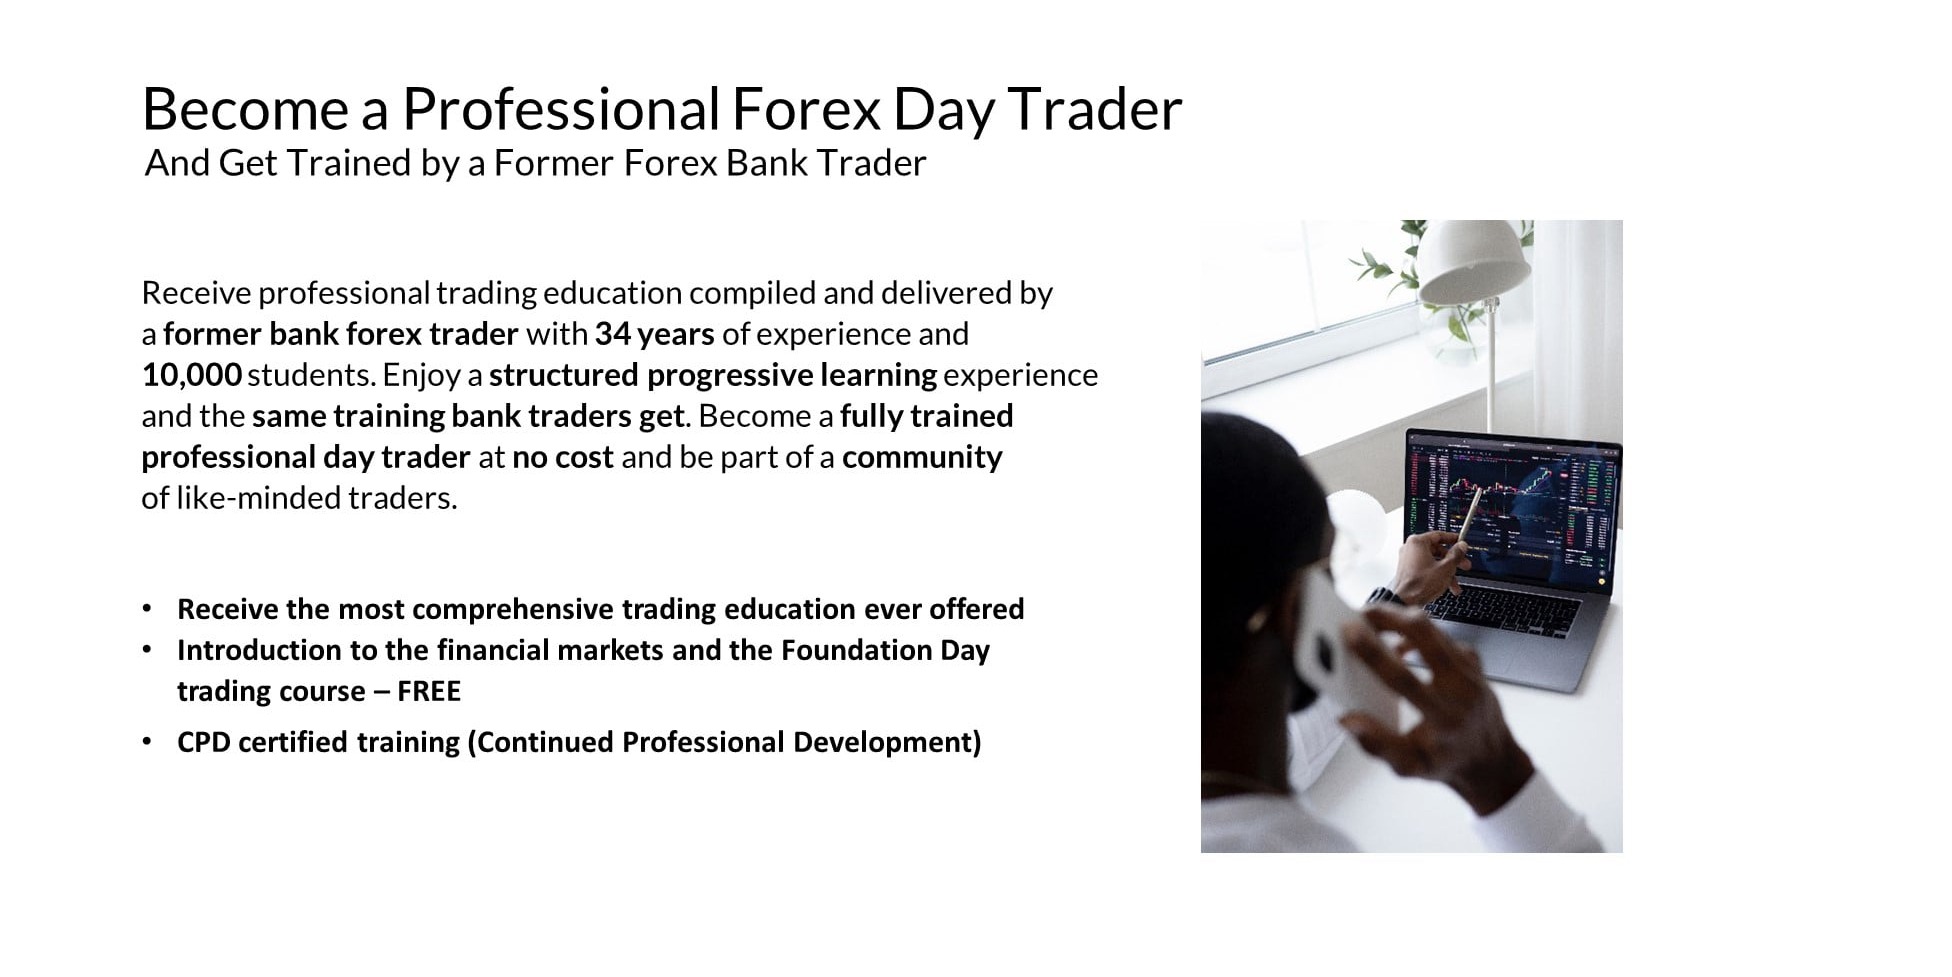 Become a Professional Forex Day Trader
And Get Trained by a Former Forex Bank Trader
Receive professional trading education compiled and delivered by
a former bank forex trader with 34 years of experience and
10,000 students. Enjoy a structured progressive learning experience
and the same training bank traders get. Become a fully trained
professional day trader at no cost and be part of a community
of like-minded traders.
• Receive the most comprehensive trading education ever offered
• Introduction to the financial markets and the Foundation Day
trading course – FREE
• CPD certified training (Continued Professional Development)